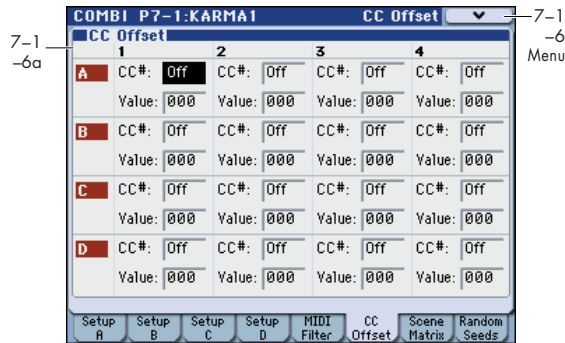 COMBI P7-1:KARMA1 CC Offset
7-1
-6
Menu
7-1
-6a
CC Offset
1 2 3 4
A CC#: Off CC#: Off CC#: Off CC#: Off
Value: 000 Value: 000 Value: 000 Value: 000
B CC#: Off CC#: Off CC#: Off CC#: Off
Value: 000 Value: 000 Value: 000 Value: 000
C CC#: Off CC#: Off CC#: Off CC#: Off
Value: 000 Value: 000 Value: 000 Value: 000
D CC#: Off CC#: Off CC#: Off CC#: Off
Value: 000 Value: 000 Value: 000 Value: 000
Setup Setup Setup Setup MIDI CC Scene Random
A B C D Filter Offset Matrix Seeds